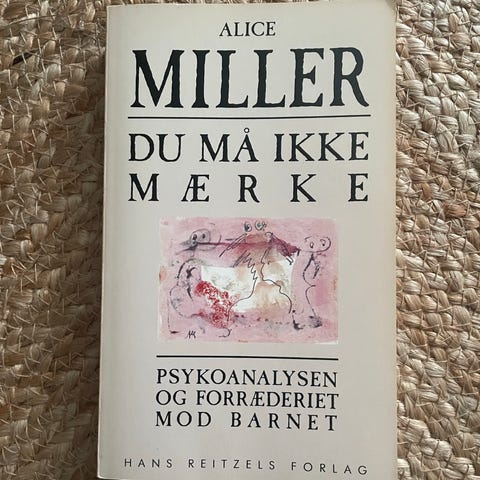 ALICE
MILLER
DU MÅ IKKE
MÆRKE
PSYKOANALYSEN
OG FORRÆDERIET
MOD BARNET
HANS REITZELS FORLAG